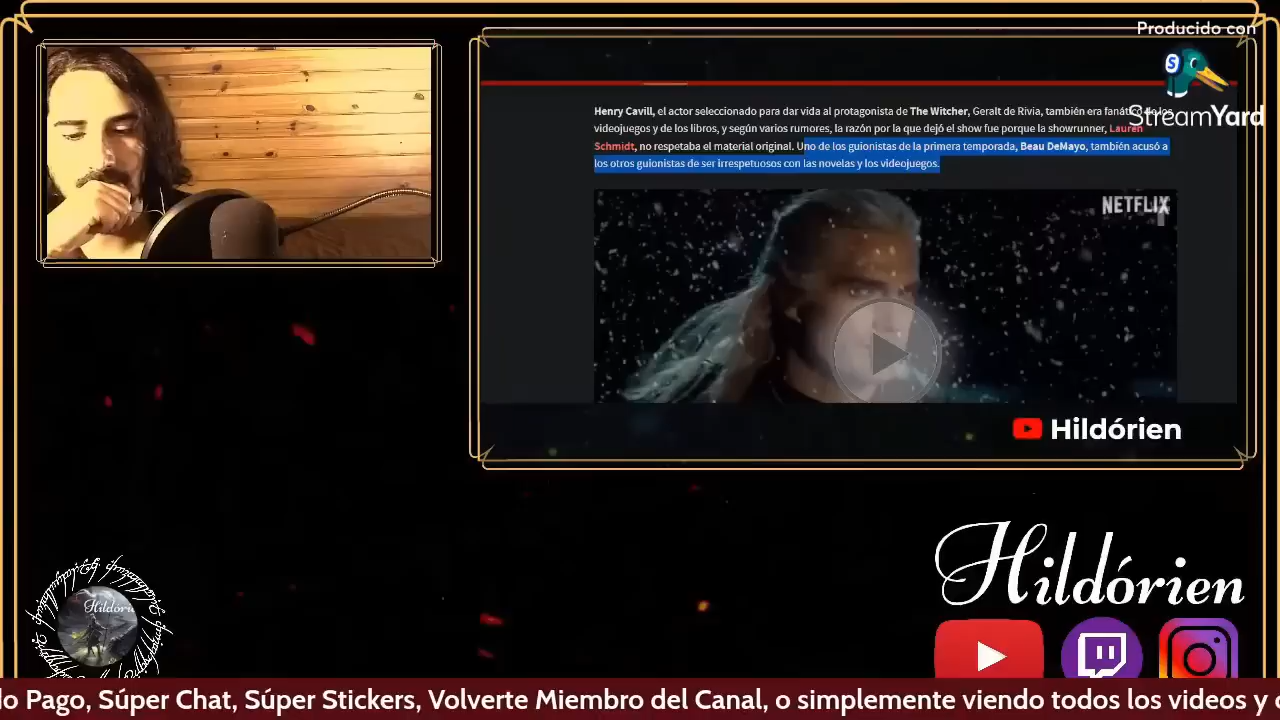 Producido con
StreamYard
Henry Cavill, el actor seleccionado para dar vida al protagonista de The Witcher, Geralt de Rivia, también era fanático de los
videojuegos y de los libros, y según varios rumores, la razón por la que dejó el show fue porque la showrunner, Lauren
Schmidt, no respetaba el material original. Uno de los guionistas de la primera temporada, Beau DeMayo, también acusó a
los otros guionistas de ser irrespetuosos con las novelas y los videojuegos.
NETFLIX
Hildórien
Hildórien
Pago, Súper Chat, Súper Stickers, Volverte Miembro del Canal, o simplemente viendo todos los videos y